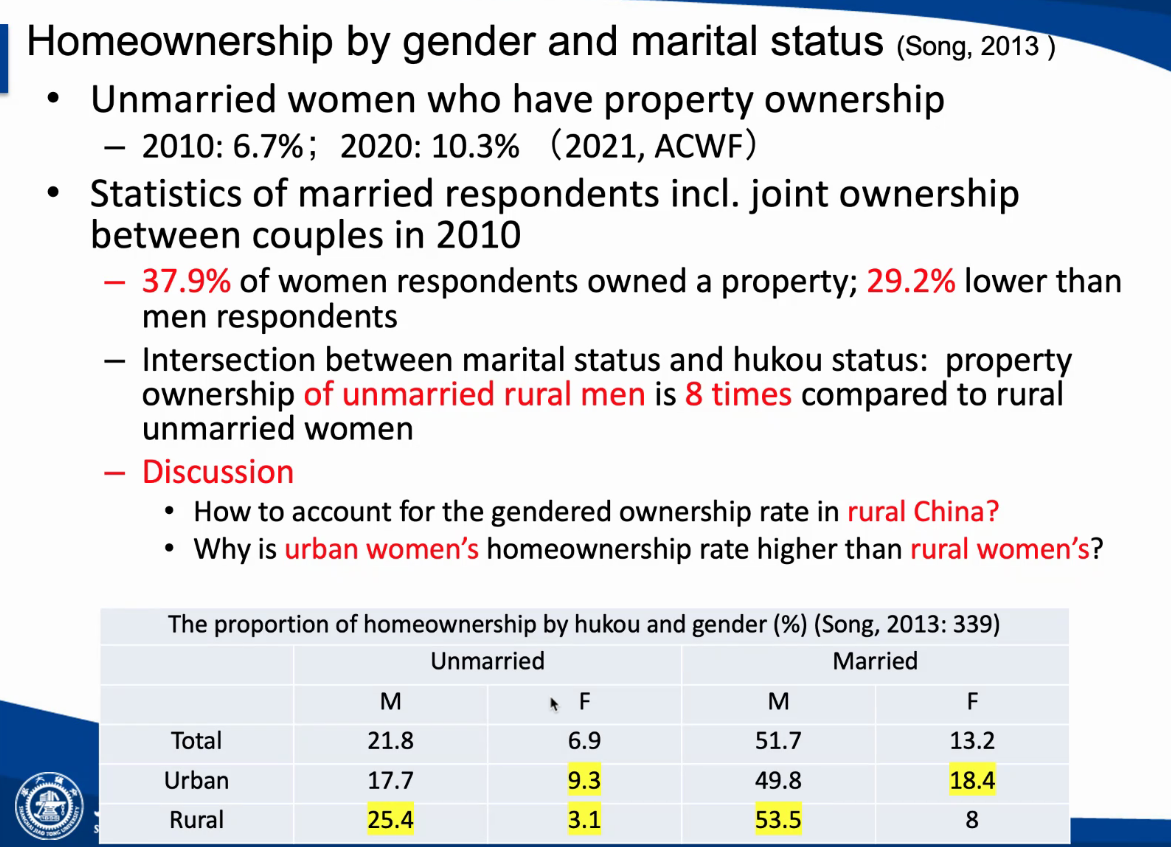 Homeownership by gender and marital status (Song, 2013 )
• Unmarried women who have property ownership
– 2010: 6.7%；2020: 10.3% （2021, ACWF）
• Statistics of married respondents incl. joint ownership
between couples in 2010
– 37.9% of women respondents owned a property; 29.2% lower than
men respondents
– Intersection between marital status and hukou status:  property
ownership of unmarried rural men is 8 times compared to rural
unmarried women
– Discussion
• How to account for the gendered ownership rate in rural China?
• Why is urban women’s homeownership rate higher than rural women’s?
The proportion of homeownership by hukou and gender (%) (Song, 2013: 339)
Unmarried Married
M F M F
Total 21.8 6.9 51.7 13.2
Urban 17.7 9.3 49.8 18.4
Rural 25.4 3.1 53.5 8
SHANGHAI JIAO TONG UNIVERSITY